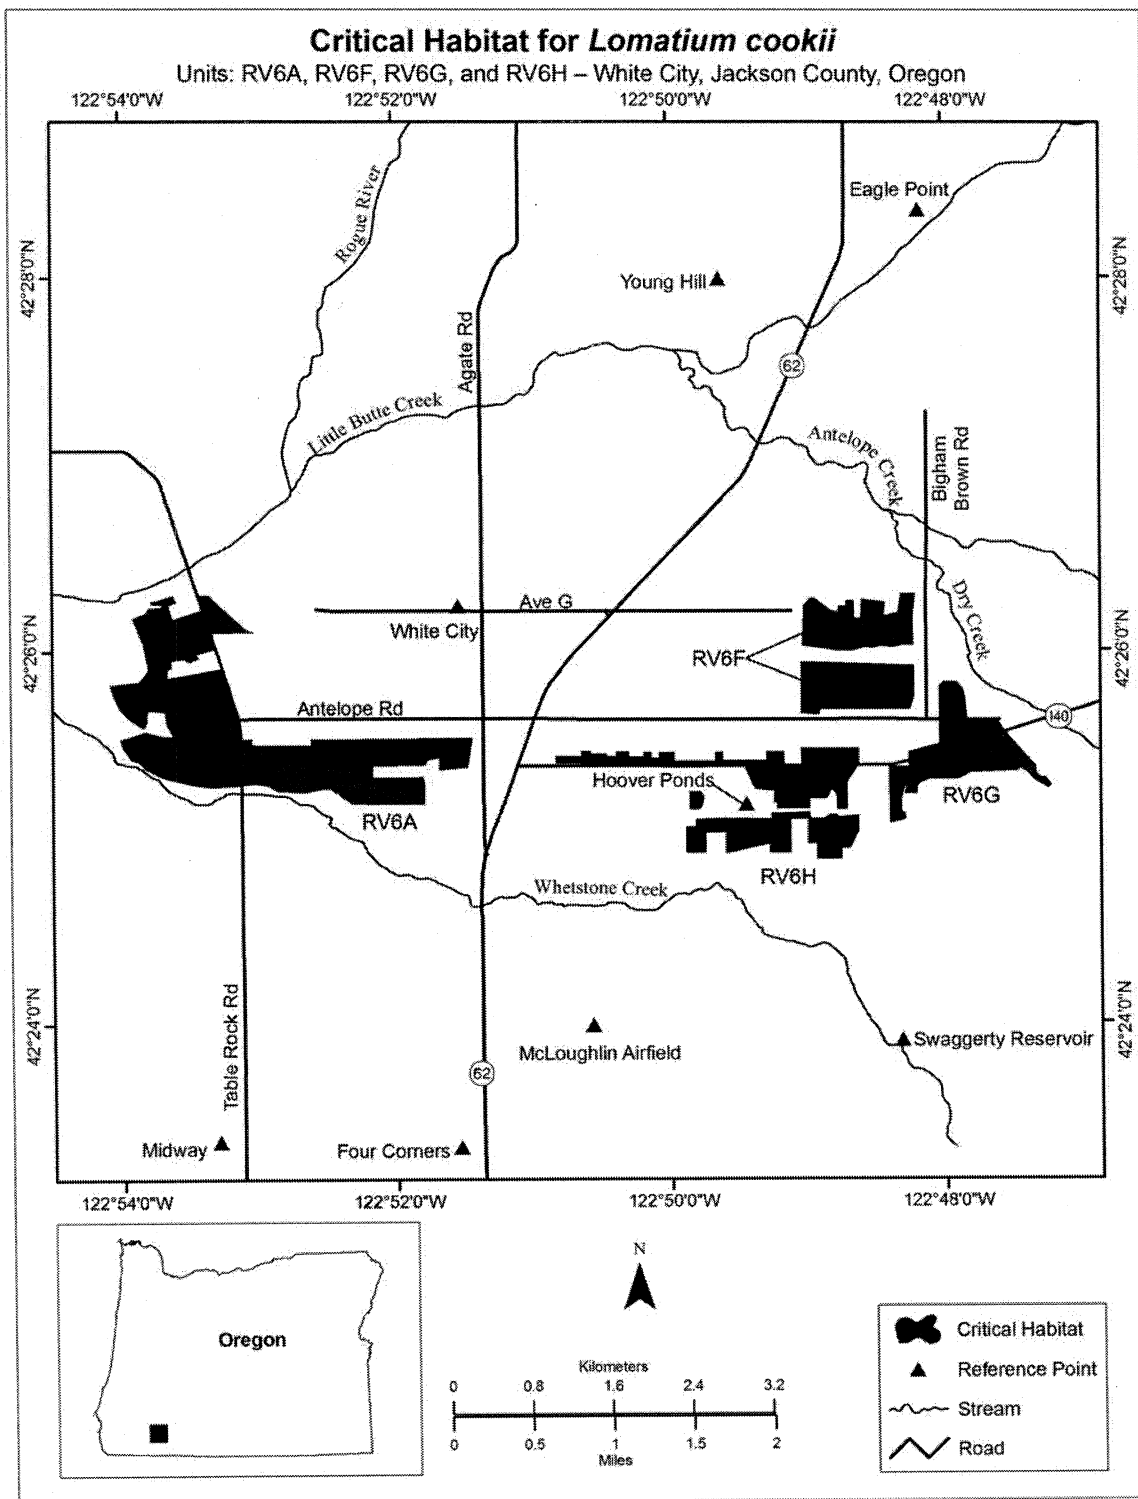 Critical Habitat for Lomatium cookii
Units: RV6A, RV6F, RV6G, and RV6H – White City, Jackson County, Oregon
122°54'0"W 122°52'0"W 122°50'0"W 122°48'0"W
Rogue River
Eagle Point
42°28'0"N
42°28'0"N
Young Hill
Agate Rd
62
Little Butte Creek
Antelope Creek
Bigham
Brown Rd
Ave G
White City
Dry Creek
42°26'0"N
42°26'0"N
RV6F
Antelope Rd
140
Hoover Ponds
RV6G
RV6A
RV6H
Whetstone Creek
42°24'0"N
42°24'0"N
Table Rock Rd
McLoughlin Airfield
Swaggerty Reservoir
62
Midway
Four Corners
122°54'0"W 122°52'0"W 122°50'0"W 122°48'0"W
Oregon
N
Kilometers
0 0.8 1.6 2.4 3.2
0 0.5 1 1.5 2
Miles
Critical Habitat
Reference Point
Stream
Road